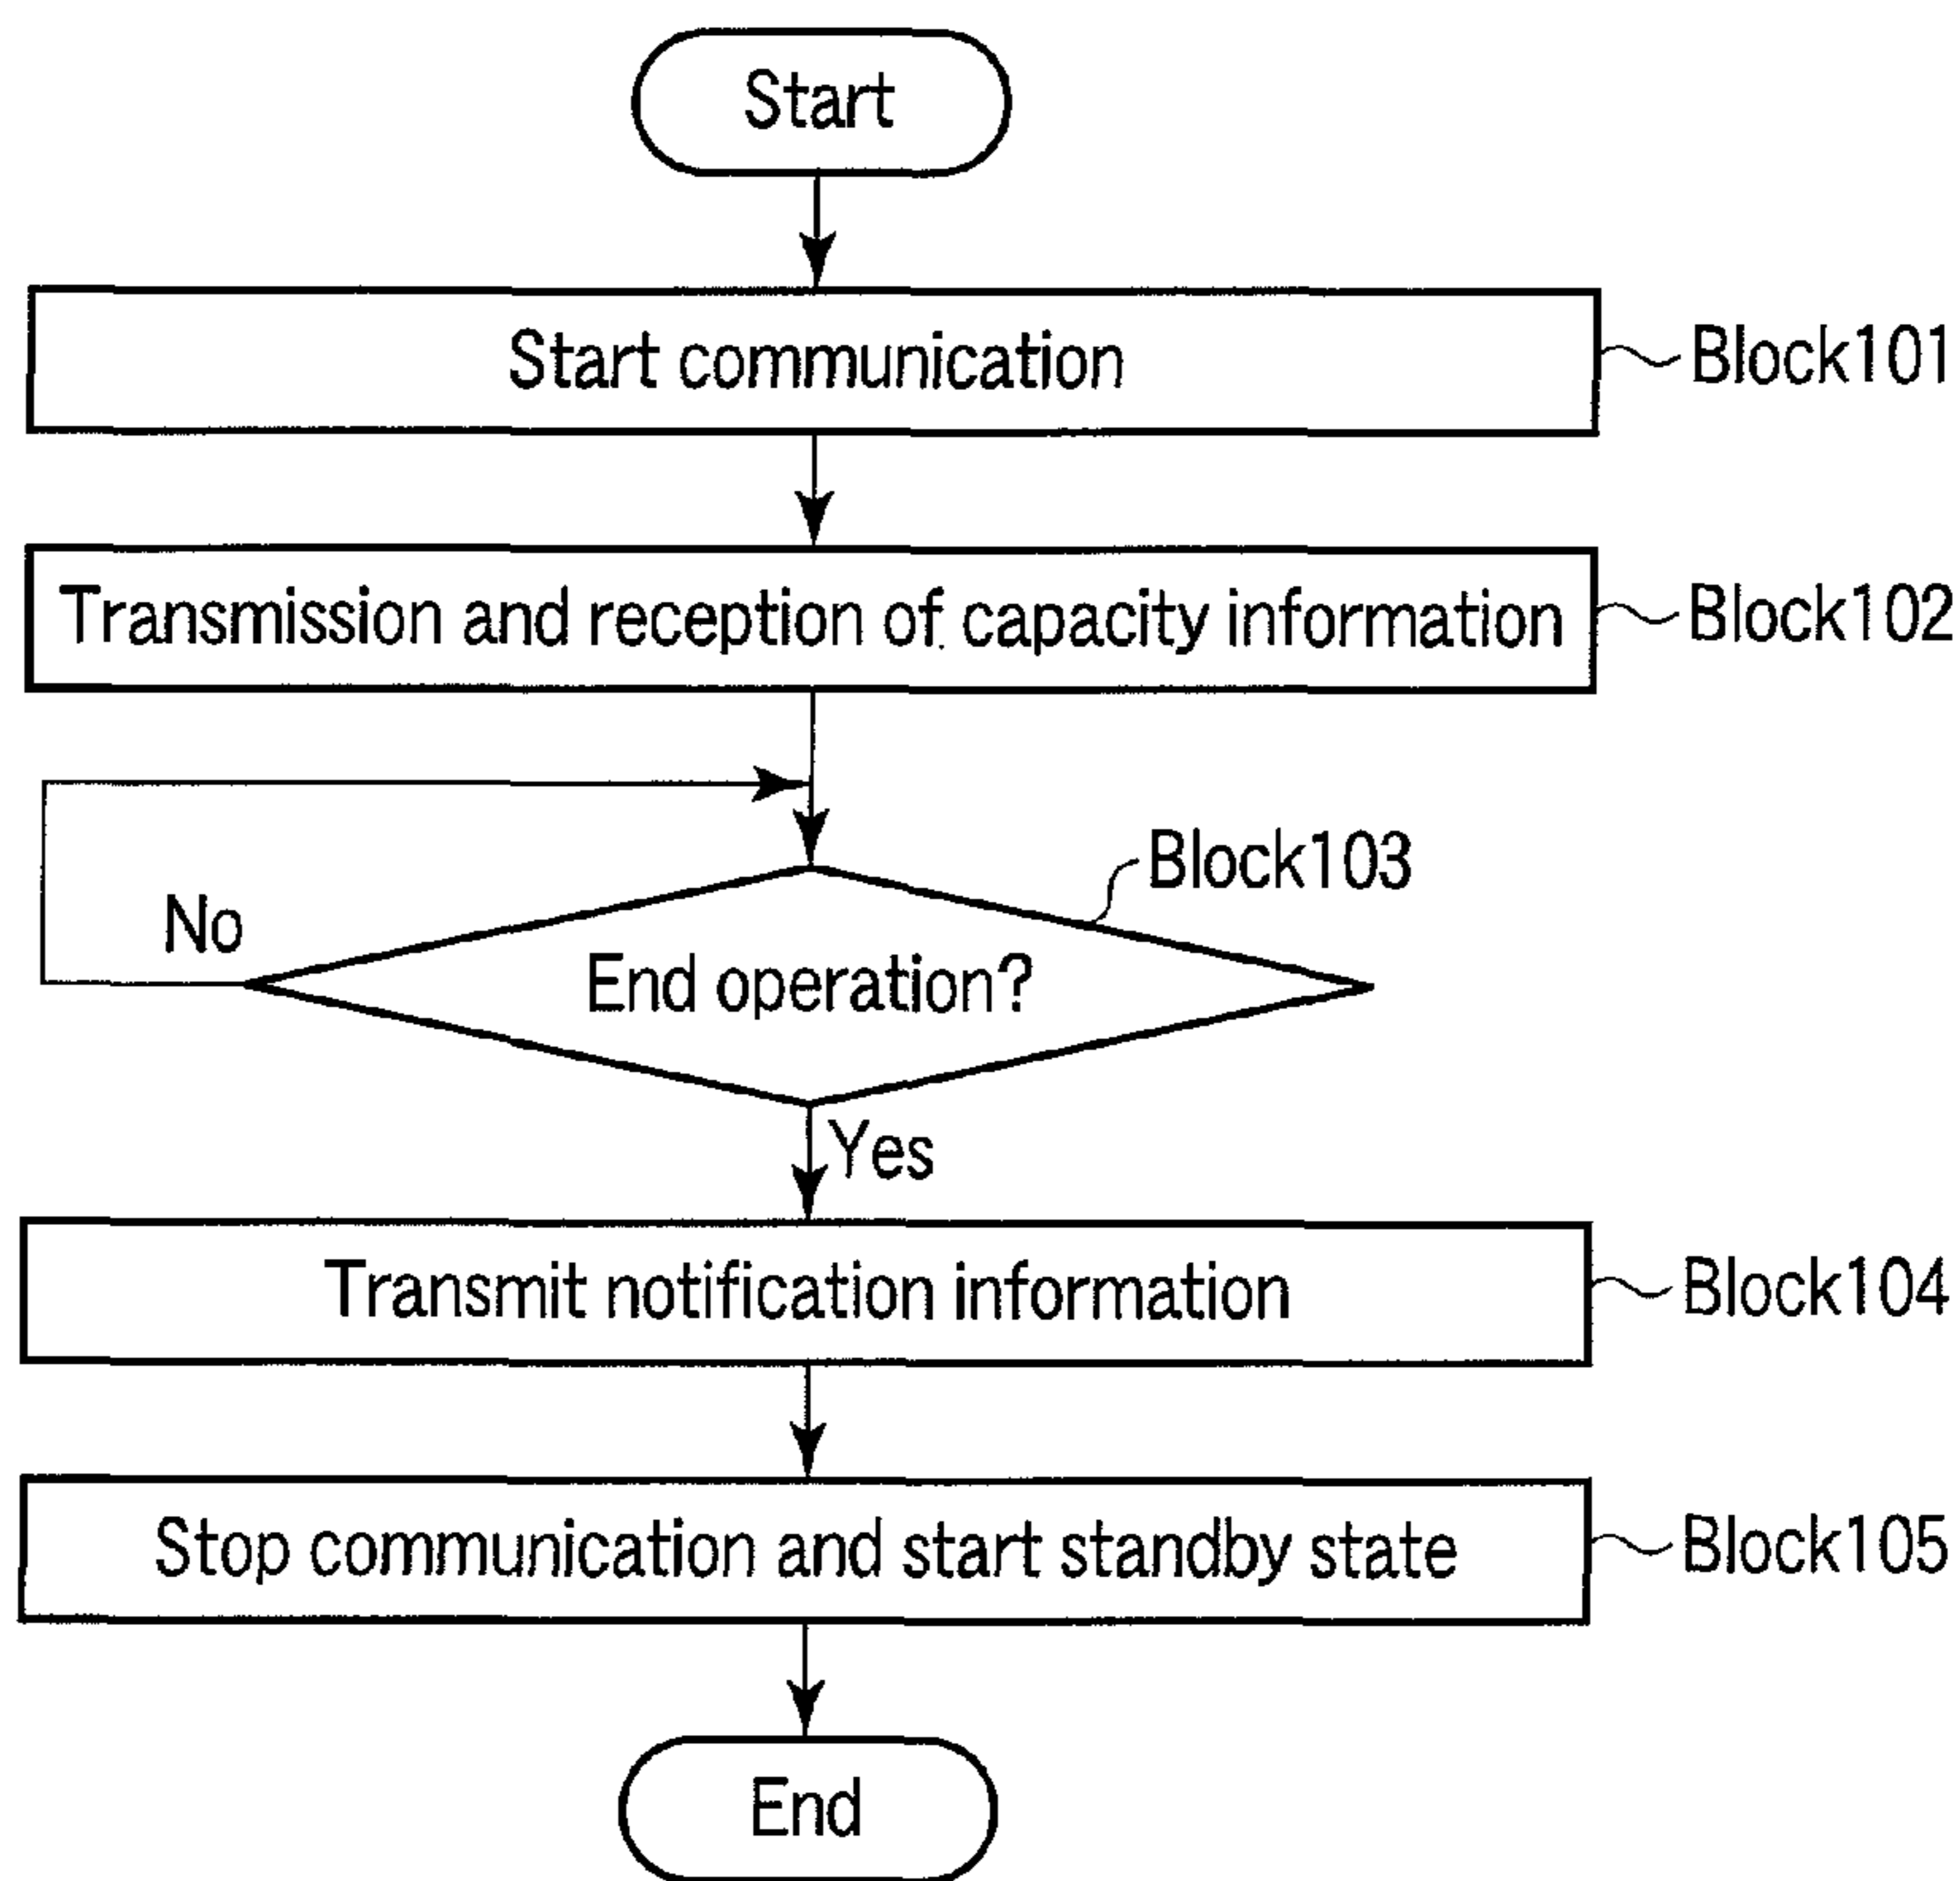 Start
Start communication
Block101
Transmission and reception of capacity information
Block102
Block103
No
End operation?
Yes
Transmit notification information
Block104
Stop communication and start standby state
Block105
End